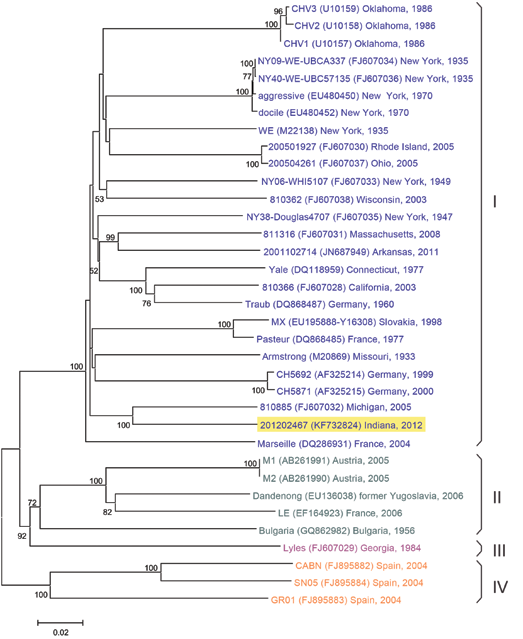 CHV3 (U10159) Oklahoma, 1986
96
CHV2 (U10158) Oklahoma, 1986
100
CHV1 (U10157) Oklahoma, 1986
NY09-WE-UBCA337 (FJ607034) New York, 1935
100
NY40-WE-UBC57135 (FJ607036) New York, 1935
77
aggressive (EU480450) New York, 1970
100
docile (EU480452) New York, 1970
WE (M22138) New York, 1935
200501927 (FJ607030) Rhode Island, 2005
100
200504261 (FJ607037) Ohio, 2005
NY06-WHI5107 (FJ607033) New York, 1949
53
810362 (FJ607038) Wisconsin, 2003
I
NY38-Douglas4707 (FJ607035) New York, 1947
811316 (FJ607031) Massachusetts, 2008
99
2001102714 (JN687949) Arkansas, 2011
52
Yale (DQ118959) Connecticut, 1977
100
810366 (FJ607028) California, 2003
76
Traub (DQ868487) Germany, 1960
MX (EU195888-Y16308) Slovakia, 1998
100
Pasteur (DQ868485) France, 1977
Armstrong (M20869) Missouri, 1933
CH5692 (AF325214) Germany, 1999
100
CH5871 (AF325215) Germany, 2000
100
810885 (FJ607032) Michigan, 2005
100
201202467 (KF732824) Indiana, 2012
Marseille (DQ286931) France, 2004
M1 (AB261991) Austria, 2005
100
M2 (AB261990) Austria, 2005
100
Dandenong (EU136038) former Yugoslavia, 2006
II
72
82
LE (EF164923) France, 2006
92
Bulgaria (GQ862982) Bulgaria, 1956
Lyles (FJ607029) Georgia, 1984
III
CABN (FJ895882) Spain, 2004
100
SN05 (FJ895884) Spain, 2004
IV
100
GR01 (FJ895883) Spain, 2004
0.02